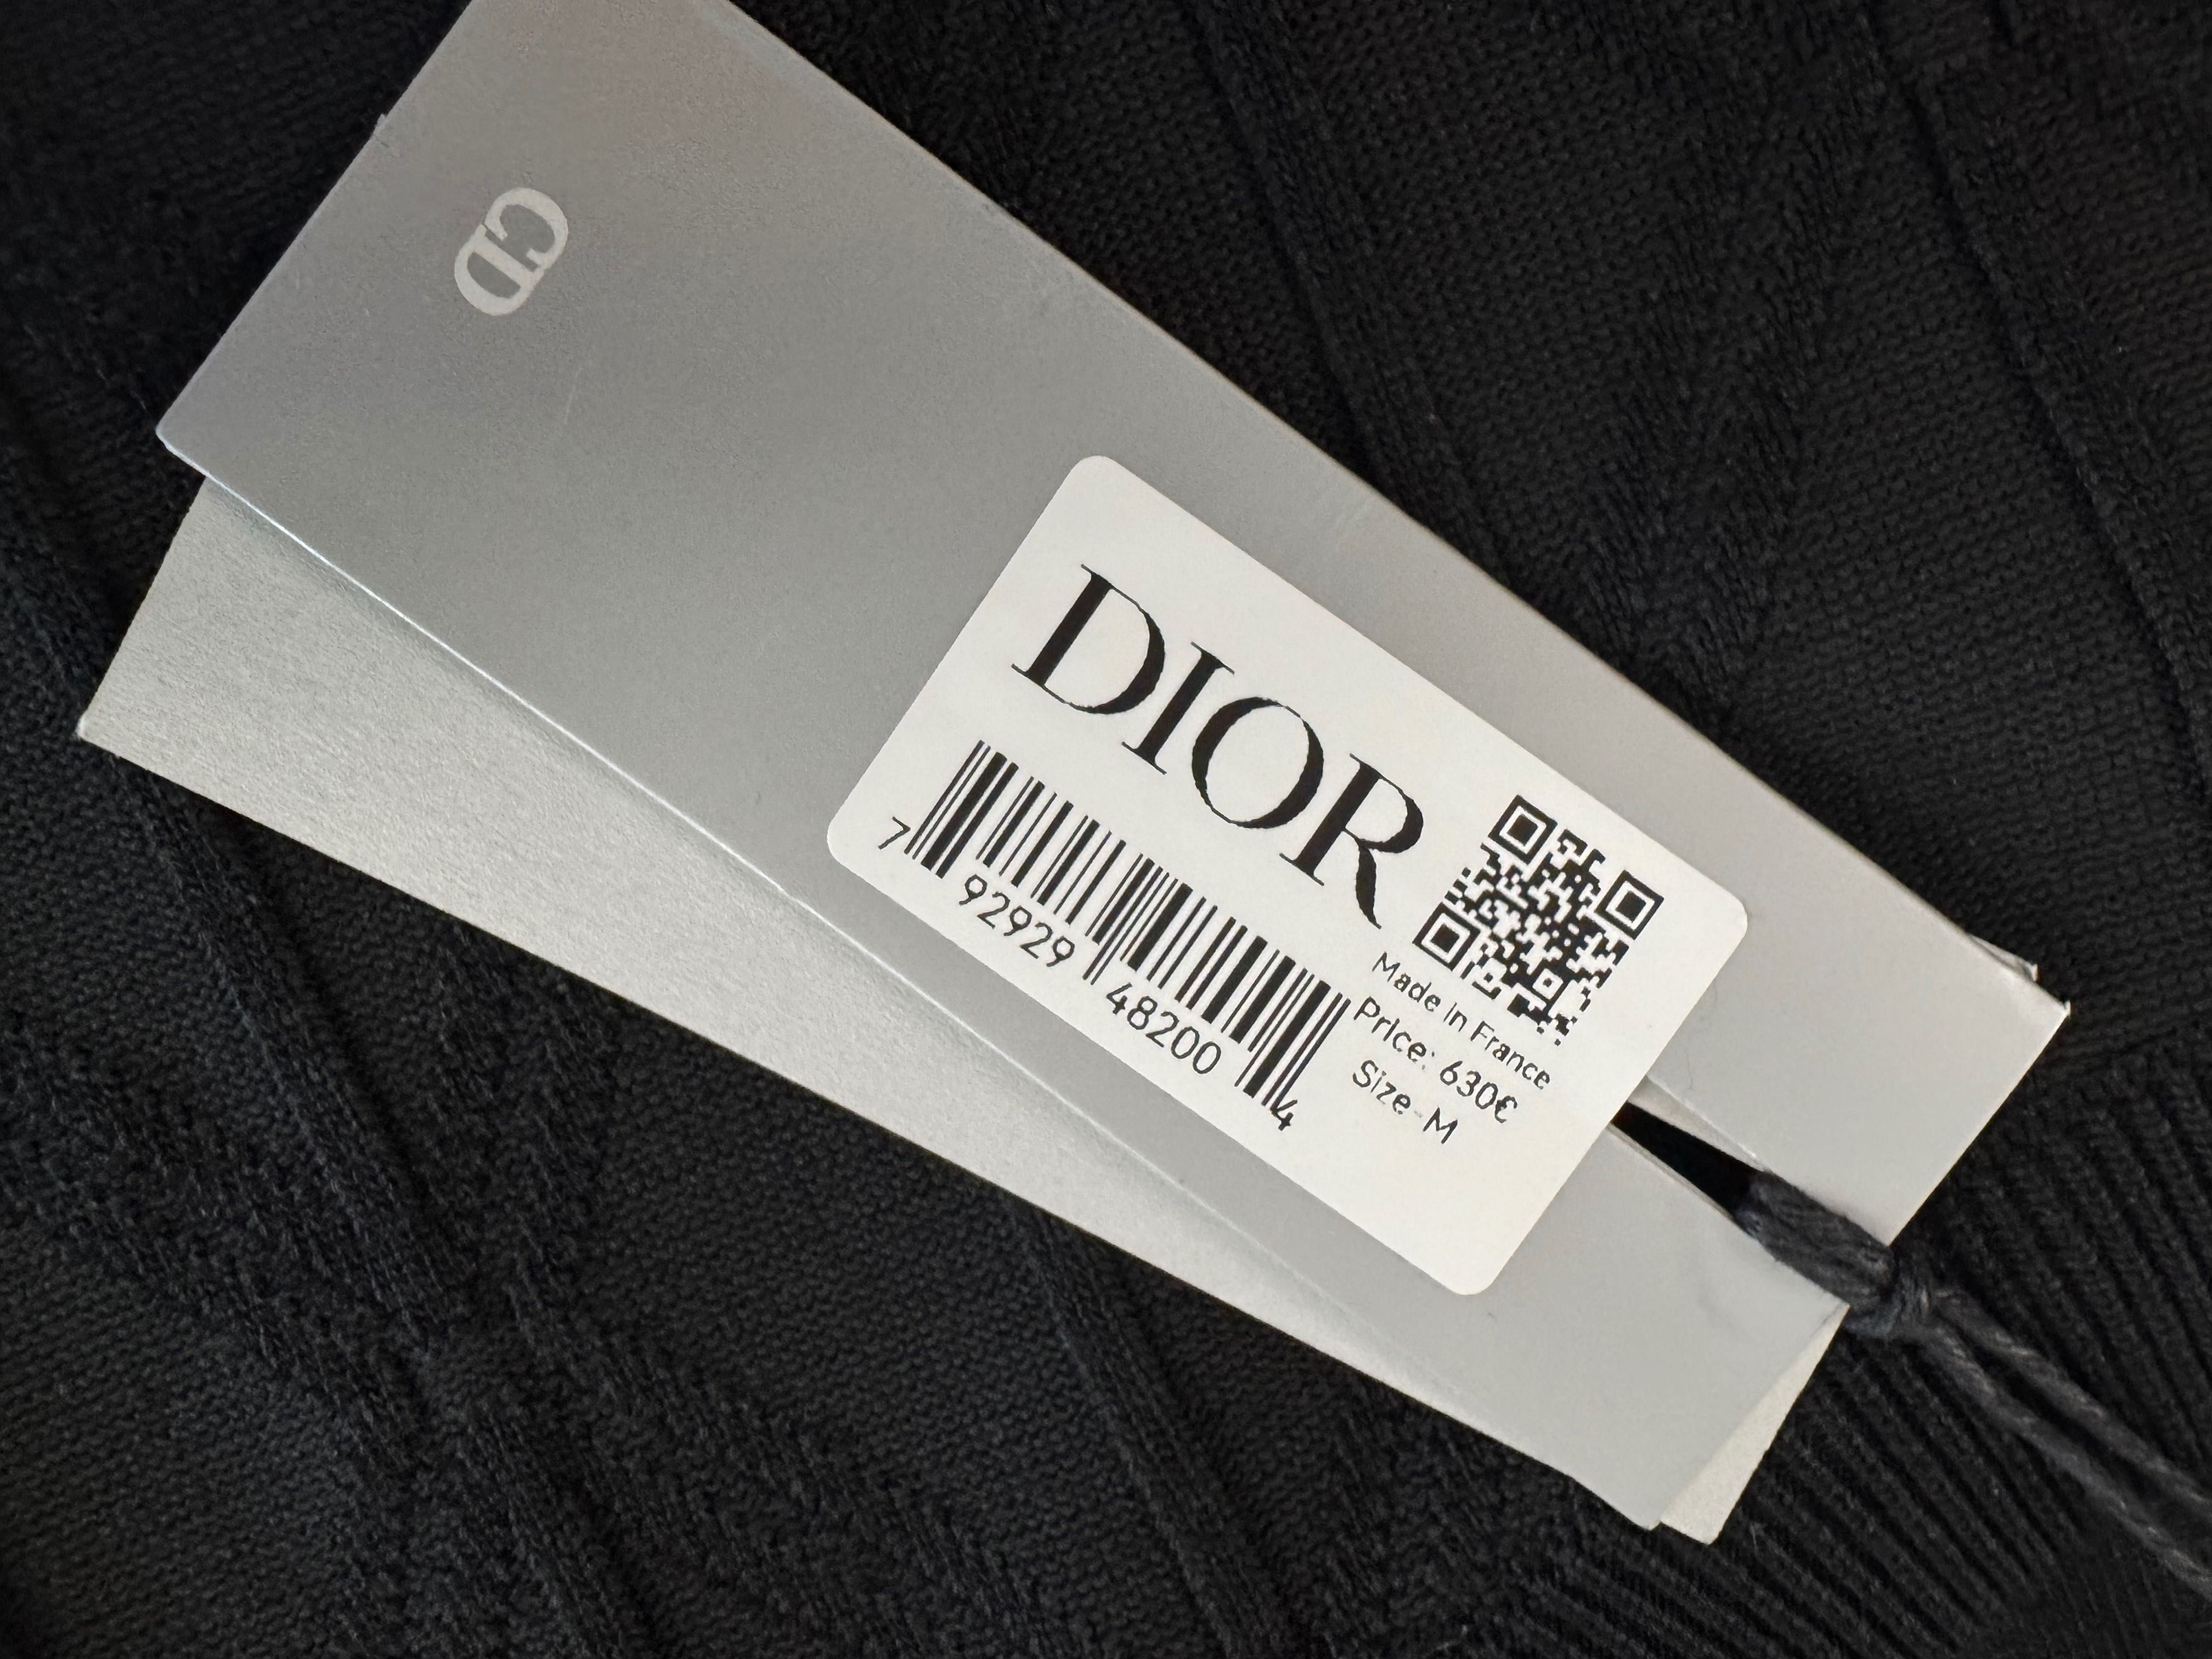 CD
DIOR
7 92929 48200 4
Made in France
Price: 630€
Size-M